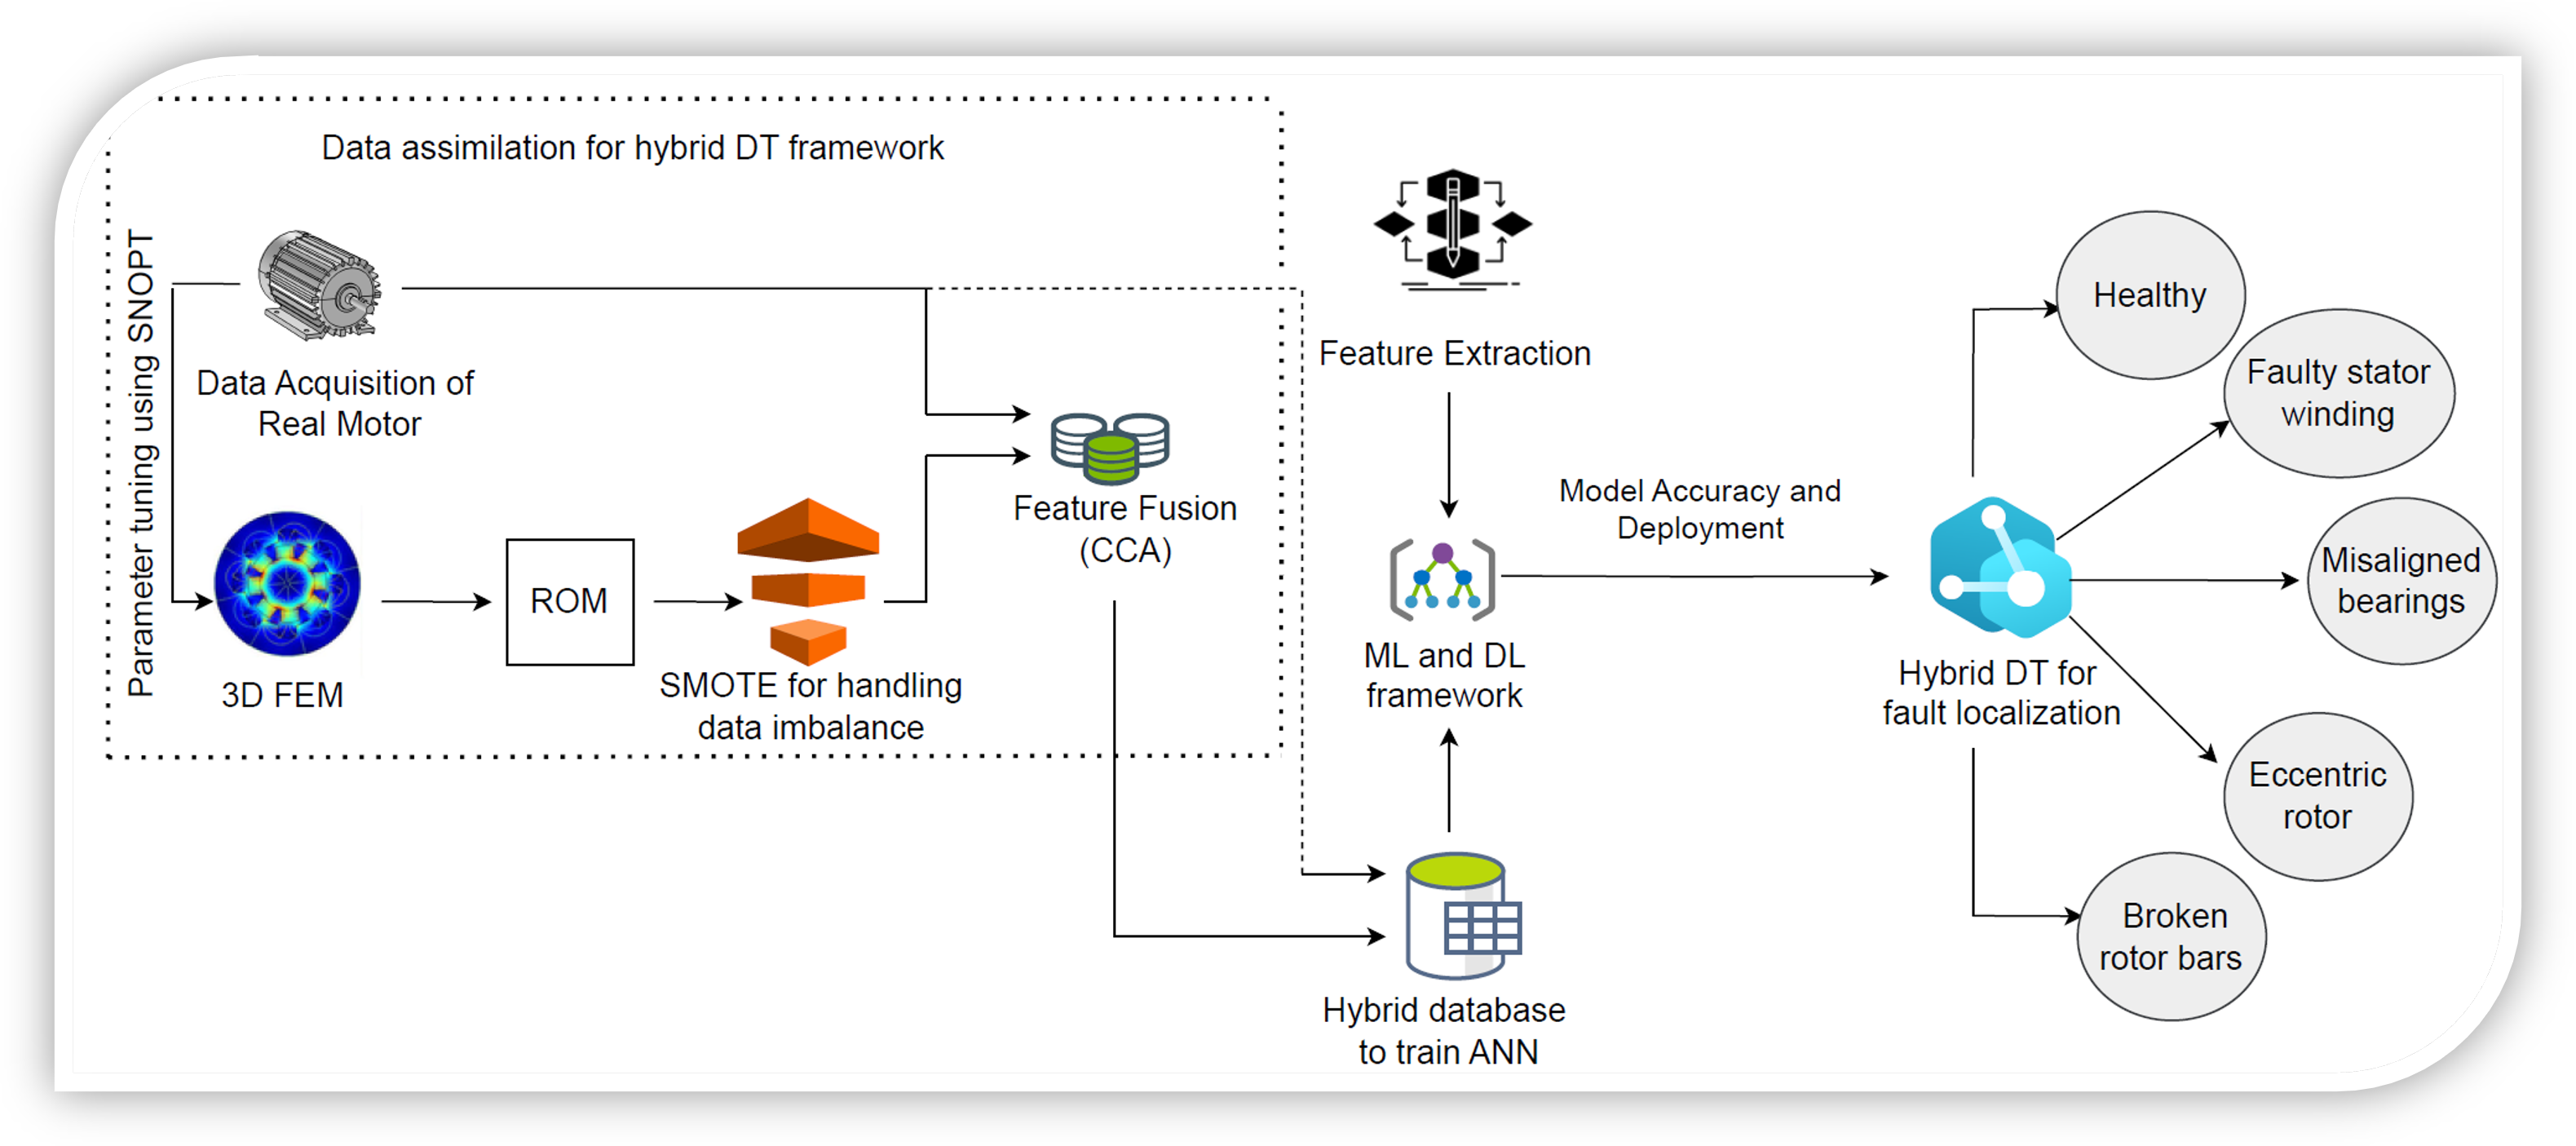 Data assimilation for hybrid DT framework
Parameter tuning using SNOPT
Data Acquisition of
Real Motor
3D FEM
ROM
SMOTE for handling
data imbalance
Feature Fusion
(CCA)
Feature Extraction
ML and DL
framework
Hybrid database
to train ANN
Model Accuracy and
Deployment
Hybrid DT for
fault localization
Healthy
Faulty stator
winding
Misaligned
bearings
Eccentric
rotor
Broken
rotor bars